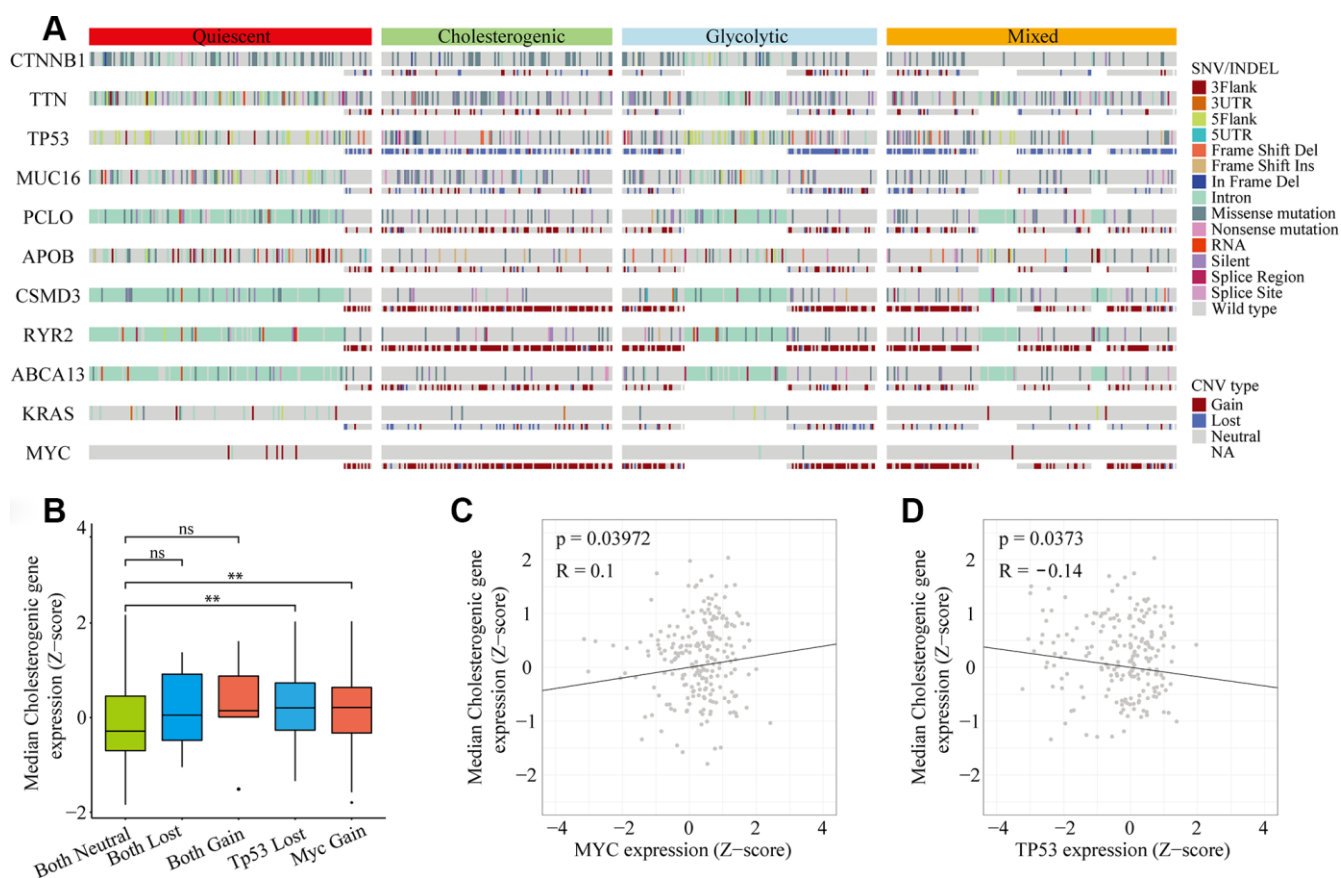 A
Quiescent Cholesterogenic Glycolytic Mixed
CTNNB1
TTN
TP53
MUC16
PCLO
APOB
CSMD3
RYR2
ABCA13
KRAS
MYC
SNV/INDEL
3Flank
3UTR
5Flank
5UTR
Frame Shift Del
Frame Shift Ins
In Frame Del
Intron
Missense mutation
Nonsense mutation
RNA
Silent
Splice Region
Splice Site
Wild type
CNV type
Gain
Lost
Neutral
NA
B
Median Cholesterogenic gene
expression (Z−score)
4
2
0
−2
ns
ns
**
**
Both Neutral
Both Lost
Both Gain
Tp53 Lost
Myc Gain
C
Median Cholesterogenic gene
expression (Z−score)
p = 0.03972
R = 0.1
2
1
0
−1
−2
−4 −2 0 2 4
MYC expression (Z−score)
D
Median Cholesterogenic gene
expression (Z−score)
p = 0.0373
R = −0.14
2
1
0
−1
−2
−4 −2 0 2 4
TP53 expression (Z−score)